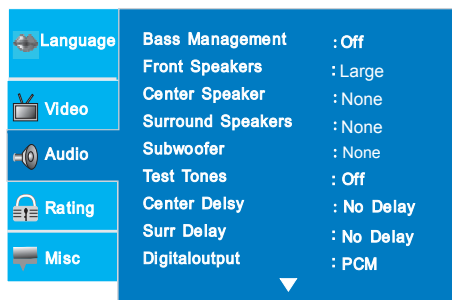 Language
Video
Audio
Rating
Misc
Bass Management : Off
Front Speakers : Large
Center Speaker : None
Surround Speakers : None
Subwoofer : None
Test Tones : Off
Center Delsy : No Delay
Surr Delay : No Delay
Digitaloutput : PCM